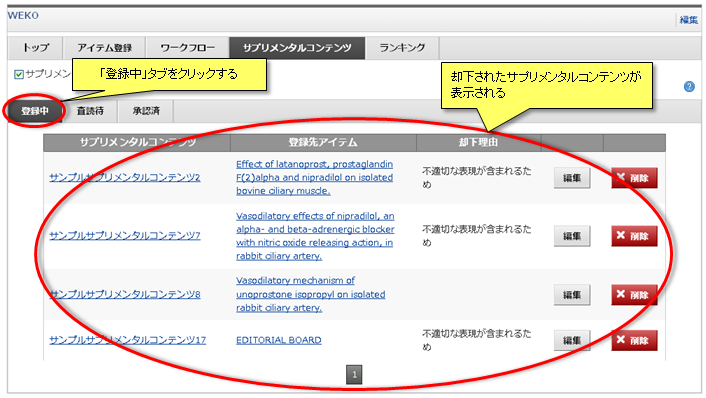 WEKO
編集
トップ アイテム登録 ワークフロー サプリメンタルコンテンツ ランキング
サプリメン
「登録中」タブをクリックする
却下されたサプリメンタルコンテンツが
表示される
?
登録中 査読待 承認済
サプリメンタルコンテンツ 登録先アイテム 却下理由
サンプルサプリメンタルコンテンツ2
Effect of latanoprost, prostaglandin
F(2)alpha and nipradilol on isolated
bovine ciliary muscle.
不適切な表現が含まれるた
め
編集 削除
サンプルサプリメンタルコンテンツ7
Vasodilatory effects of nipradilol, an
alpha- and beta-adrenergic blocker
with nitric oxide releasing action, in
rabbit ciliary artery.
不適切な表現が含まれるた
め
編集 削除
サンプルサプリメンタルコンテンツ8
Vasodilatory mechanism of
unoprostone isopropyl on isolated
rabbit ciliary artery.
編集 削除
サンプルサプリメンタルコンテンツ17
EDITORIAL BOARD
不適切な表現が含まれるた
め
編集 削除
1